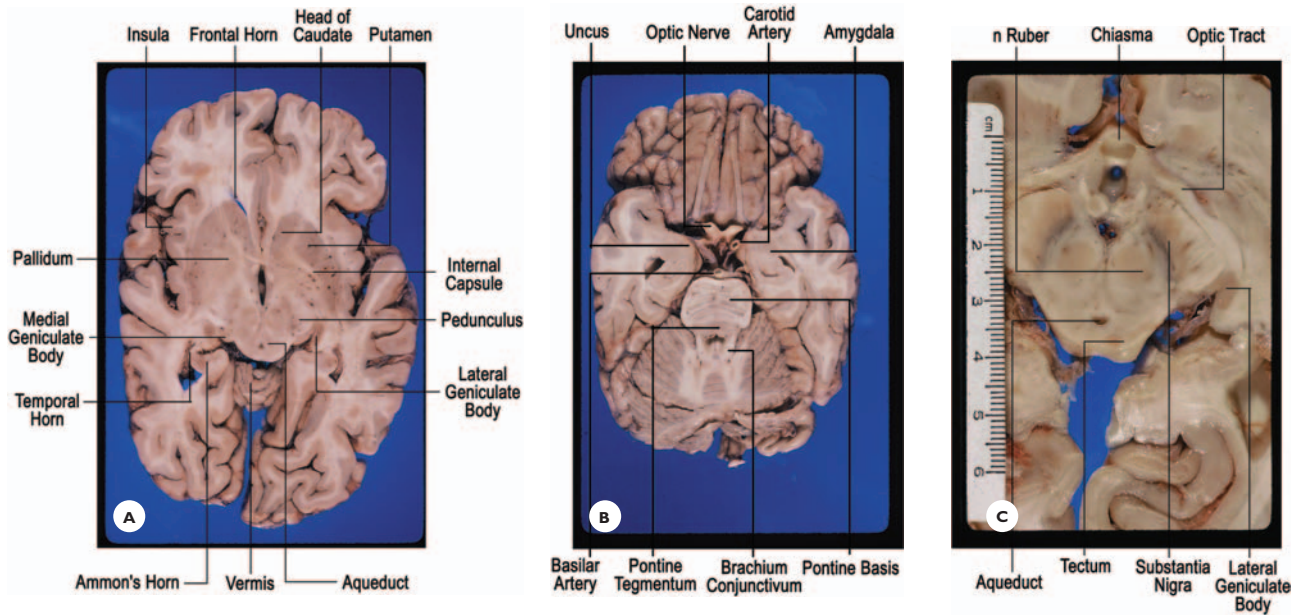 Insula
Frontal Horn
Head of
Caudate
Putamen
Pallidum
Internal
Capsule
Medial
Geniculate
Body
Pedunculus
Temporal
Horn
Lateral
Geniculate
Body
A
Ammon's Horn
Vermis
Aqueduct
Uncus
Optic Nerve
Carotid
Artery
Amygdala
B
Basilar
Artery
Pontine
Tegmentum
Brachium
Conjunctivum
Pontine Basis
n Ruber
Chiasma
Optic Tract
cm
1
2
3
4
5
6
C
Aqueduct
Tectum
Substantia
Nigra
Lateral
Geniculate
Body